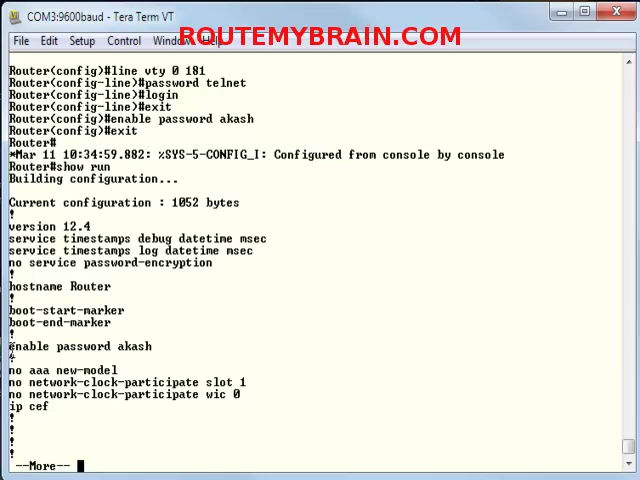 COM3:9600baud - Tera Term VT
ROUTEMYBRAIN.COM
File Edit Setup Control Window Help
Router(config)#line vty 0 181
Router(config-line)#password telnet
Router(config-line)#login
Router(config-line)#exit
Router(config)#enable password akash
Router(config)#exit
Router#
*Mar 11 10:34:59.882: %SYS-5-CONFIG_I: Configured from console by console
Router#show run
Building configuration...
Current configuration : 1052 bytes
!
version 12.4
service timestamps debug datetime msec
service timestamps log datetime msec
no service password-encryption
!
hostname Router
!
boot-start-marker
boot-end-marker
!
enable password akash
!
no aaa new-model
no network-clock-participate slot 1
no network-clock-participate wic 0
ip cef
!
!
!
!
--More--